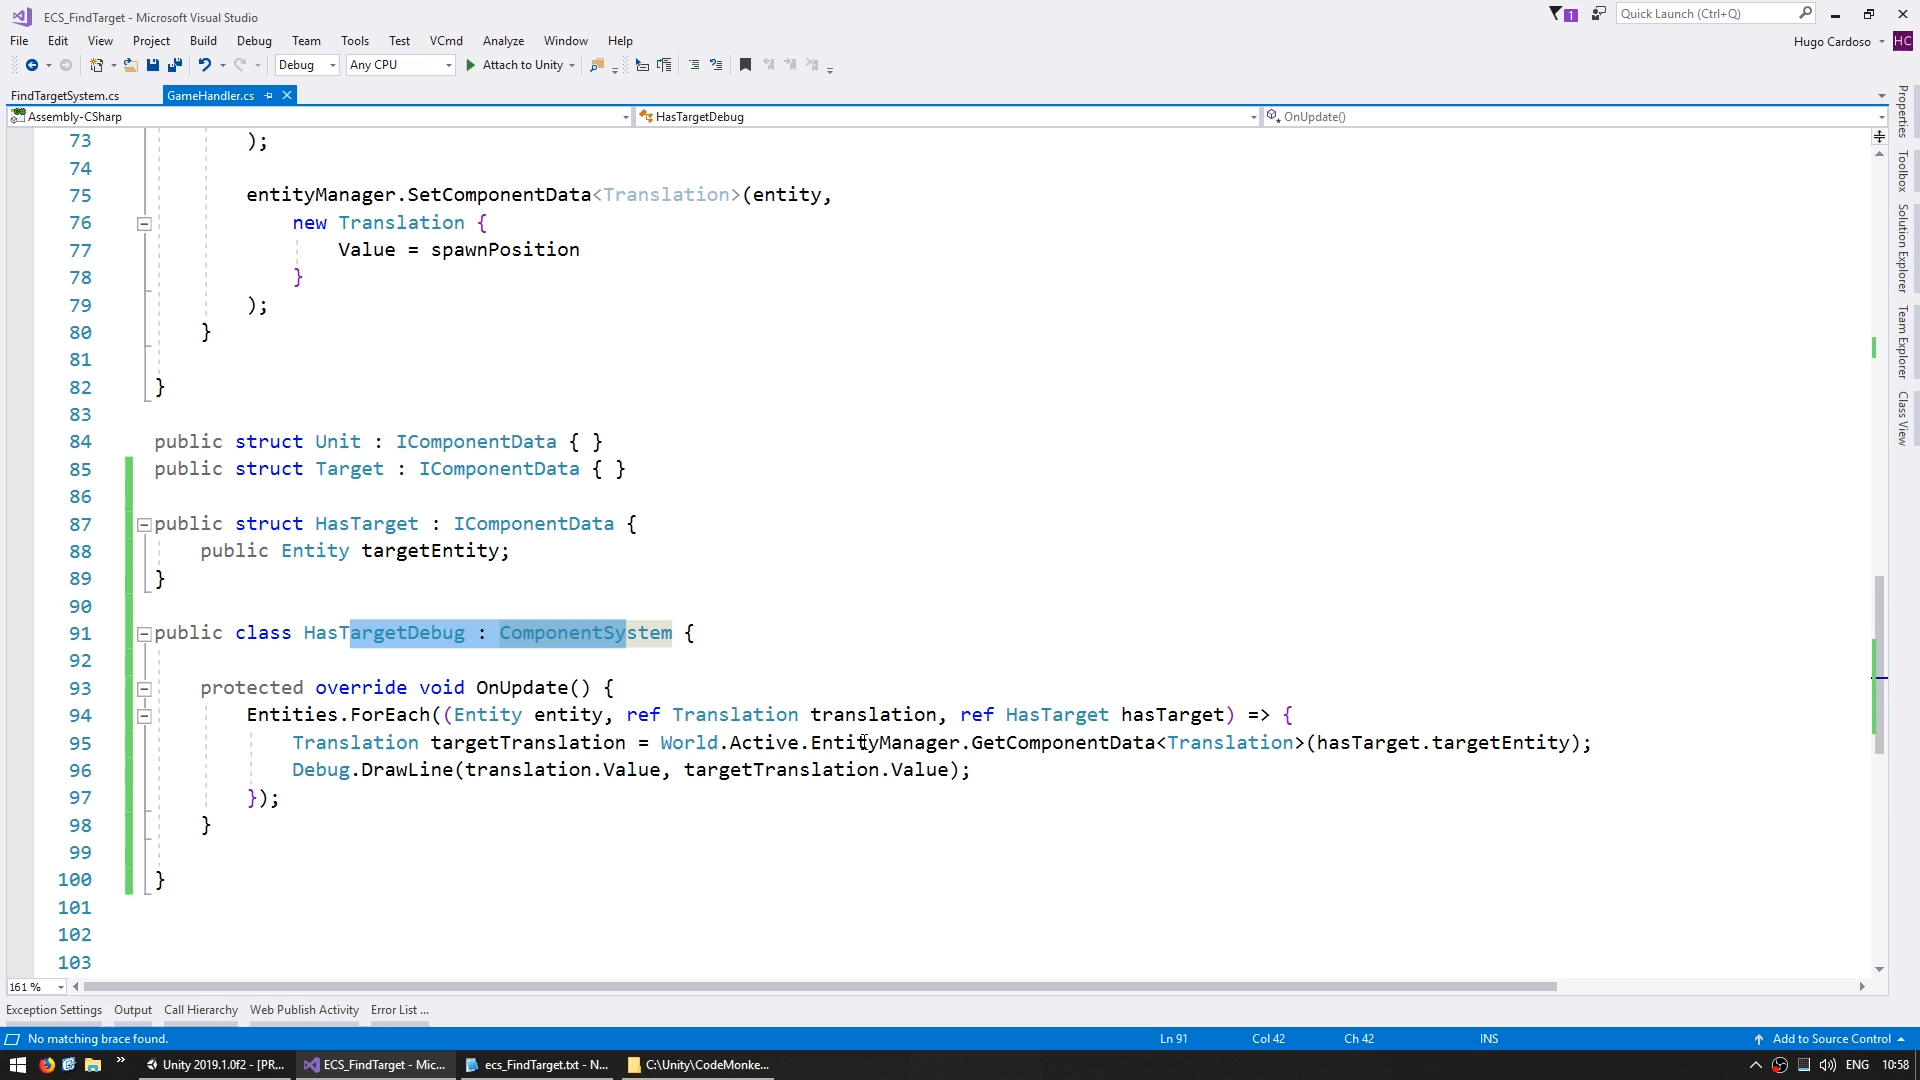 ECS_FindTarget - Microsoft Visual Studio
1
Quick Launch (Ctrl+Q)
File Edit View Project Build Debug Team Tools Test VCmd Analyze Window Help
Hugo Cardoso HC
Debug Any CPU Attach to Unity
FindTargetSystem.cs GameHandler.cs
Assembly-CSharp HasTargetDebug OnUpdate()
73 );
74
75 entityManager.SetComponentData<Translation>(entity,
76 new Translation {
77 Value = spawnPosition
78 }
79 );
80 }
81
82 }
83
84 public struct Unit : IComponentData { }
85 public struct Target : IComponentData { }
86
87 public struct HasTarget : IComponentData {
88 public Entity targetEntity;
89 }
90
91 public class HasTargetDebug : ComponentSystem {
92
93 protected override void OnUpdate() {
94 Entities.ForEach((Entity entity, ref Translation translation, ref HasTarget hasTarget) => {
95 Translation targetTranslation = World.Active.EntityManager.GetComponentData<Translation>(hasTarget.targetEntity);
96 Debug.DrawLine(translation.Value, targetTranslation.Value);
97 });
98 }
99
100 }
101
102
103
Properties
Toolbox
Solution Explorer
Team Explorer
Class View
161 %
Exception Settings Output Call Hierarchy Web Publish Activity Error List ...
No matching brace found. Ln 91 Col 42 Ch 42 INS Add to Source Control
Unity 2019.1.0f2 - [PR... ECS_FindTarget - Mic... ecs_FindTarget.txt - N... C:\Unity\CodeMonke... ENG 10:58